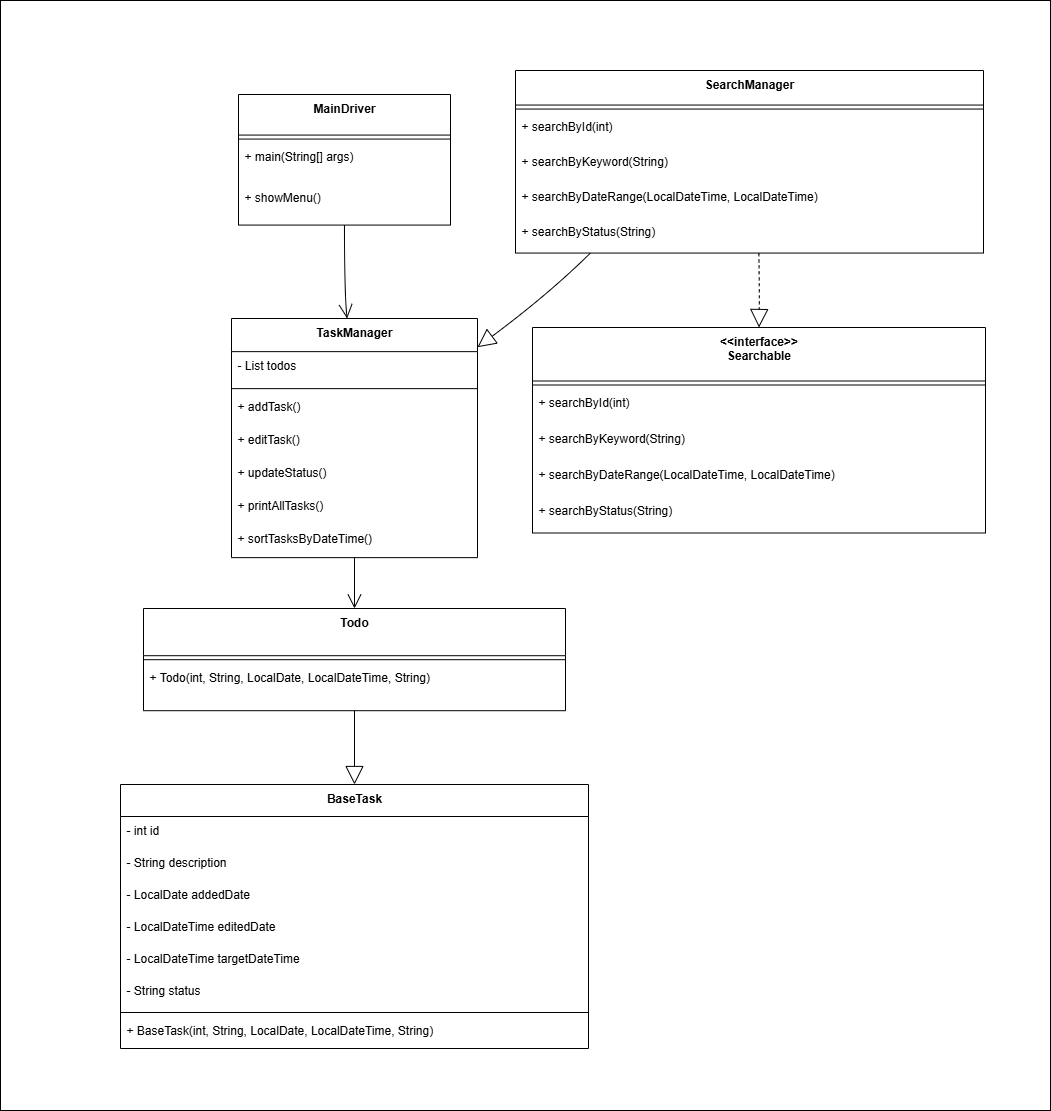 MainDriver
+ main(String[] args)
+ showMenu()
SearchManager
+ searchById(int)
+ searchByKeyword(String)
+ searchByDateRange(LocalDateTime, LocalDateTime)
+ searchByStatus(String)
TaskManager
- List todos
+ addTask()
+ editTask()
+ updateStatus()
+ printAllTasks()
+ sortTasksByDateTime()
<<interface>>
Searchable
+ searchById(int)
+ searchByKeyword(String)
+ searchByDateRange(LocalDateTime, LocalDateTime)
+ searchByStatus(String)
Todo
+ Todo(int, String, LocalDate, LocalDateTime, String)
BaseTask
- int id
- String description
- LocalDate addedDate
- LocalDateTime editedDate
- LocalDateTime targetDateTime
- String status
+ BaseTask(int, String, LocalDate, LocalDateTime, String)